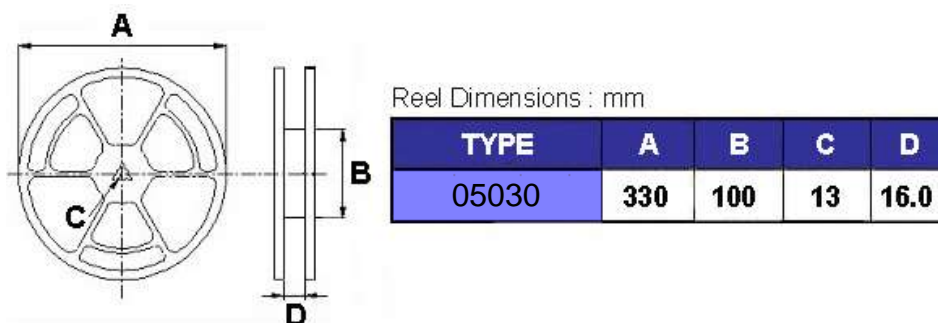 A
B
C
D
Reel Dimensions : mm
TYPE A B C D
05030 330 100 13 16.0